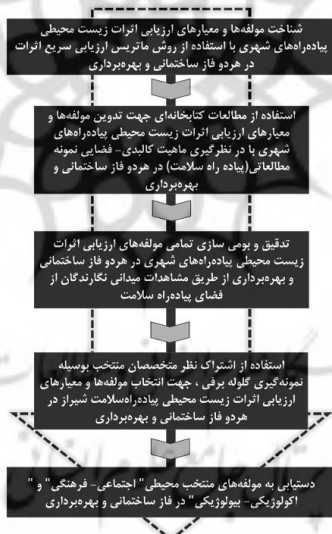 شناخت مولفه‌ها و معیارهای ارزیابی اثرات زیست محیطی
پیاده‌راه‌های شهری با استفاده از روش ماتریس ارزیابی سریع اثرات
در هردو فاز ساختمانی و بهره‌برداری
استفاده از مطالعات کتابخانه‌ای جهت تدوین مولفه‌ها و
معیارهای ارزیابی اثرات زیست محیطی پیاده‌راه‌های
شهری با در نظرگیری ماهیت کالبدی- فضایی نمونه
مطالعاتی(پیاده راه سلامت) در هردو فاز ساختمانی و
بهره‌برداری
تدقیق و بومی سازی تمامی مولفه‌های ارزیابی اثرات
زیست محیطی پیاده‌راه‌های شهری در هردو فاز ساختمانی
و بهره‌برداری از طریق مشاهدات میدانی نگارندگان از
فضای پیاده‌راه سلامت
استفاده از اشتراک نظر متخصصان منتخب بوسیله
نمونه‌گیری گلوله برفی ، جهت انتخاب مولفه‌ها و معیارهای
ارزیابی اثرات زیست محیطی پیاده‌راه‌سلامت شیراز در
هردو فاز ساختمانی و بهره‌برداری
دستیابی به مولفه‌های منتخب محیطی" اجتماعی- فرهنگی" و "
اکولوژیکی- بیولوژیکی" در فاز ساختمانی و بهره‌برداری